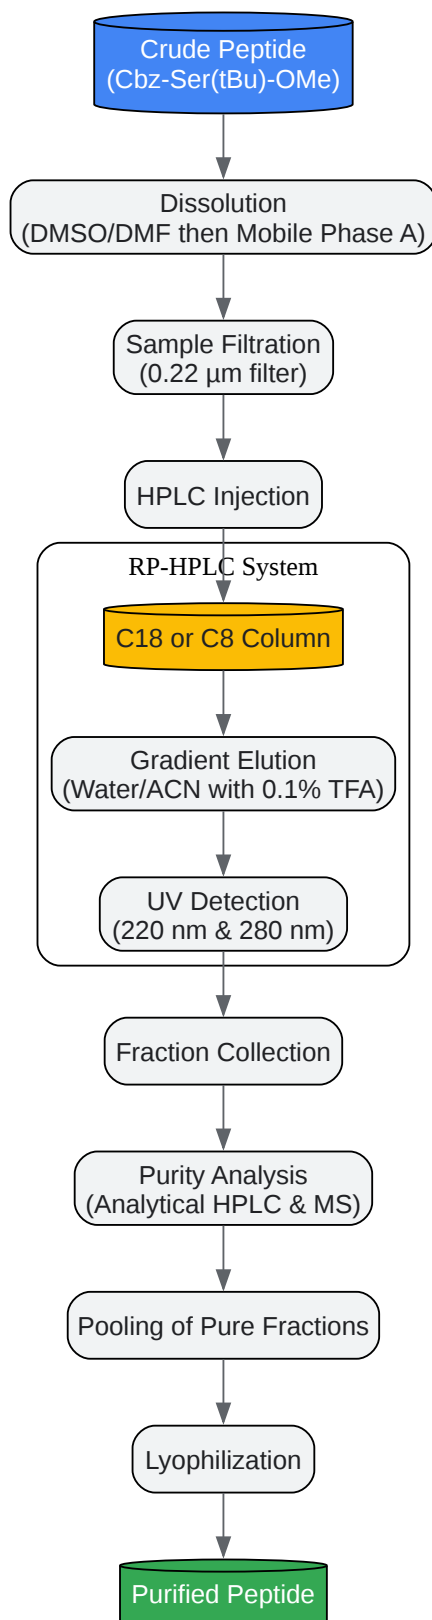 Crude Peptide
(Cbz-Ser(tBu)-OMe)
Dissolution
(DMSO/DMF then Mobile Phase A)
Sample Filtration
(0.22 µm filter)
HPLC Injection
RP-HPLC System
C18 or C8 Column
Gradient Elution
(Water/ACN with 0.1% TFA)
UV Detection
(220 nm & 280 nm)
Fraction Collection
Purity Analysis
(Analytical HPLC & MS)
Pooling of Pure Fractions
Lyophilization
Purified Peptide